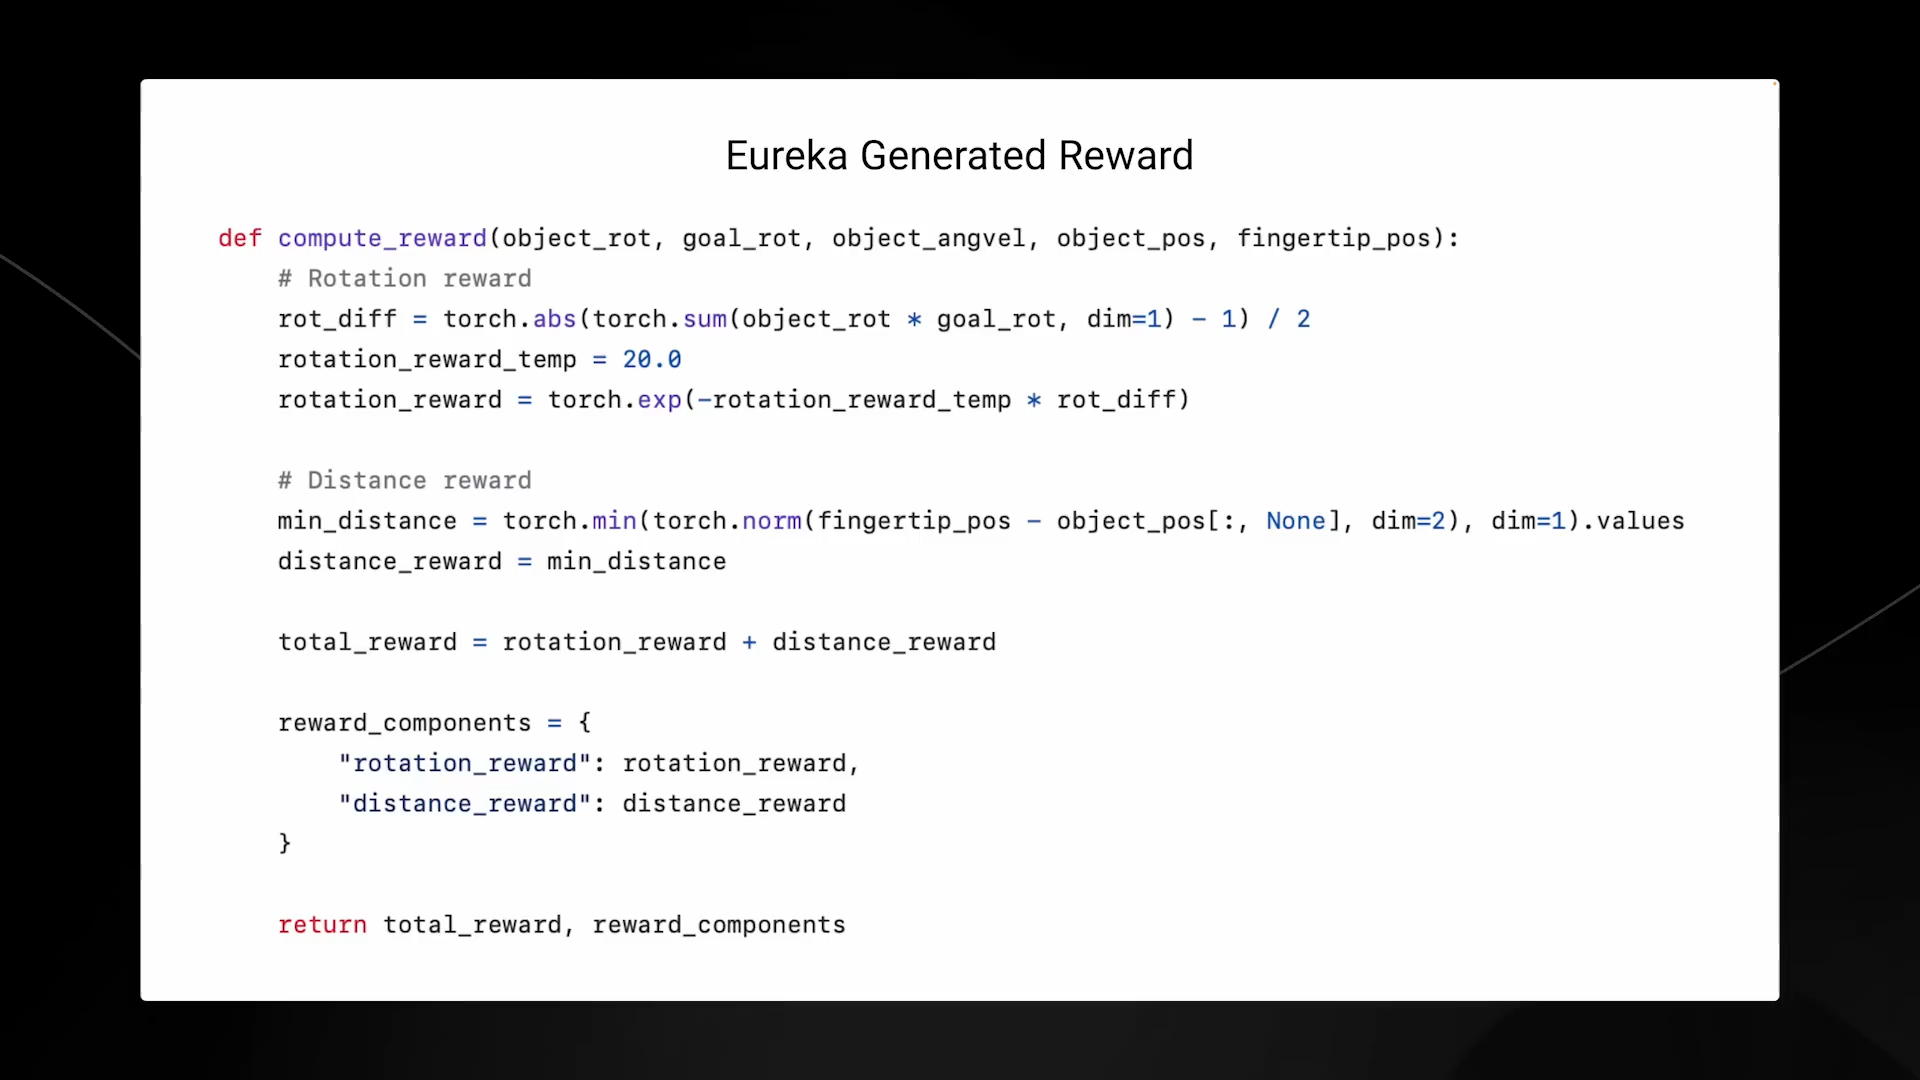 Eureka Generated Reward
def compute_reward(object_rot, goal_rot, object_angvel, object_pos, fingertip_pos):
    # Rotation reward
    rot_diff = torch.abs(torch.sum(object_rot * goal_rot, dim=1) - 1) / 2
    rotation_reward_temp = 20.0
    rotation_reward = torch.exp(-rotation_reward_temp * rot_diff)
    # Distance reward
    min_distance = torch.min(torch.norm(fingertip_pos - object_pos[:, None], dim=2), dim=1).values
    distance_reward = min_distance
    total_reward = rotation_reward + distance_reward
    reward_components = {
        "rotation_reward": rotation_reward,
        "distance_reward": distance_reward
    }
    return total_reward, reward_components